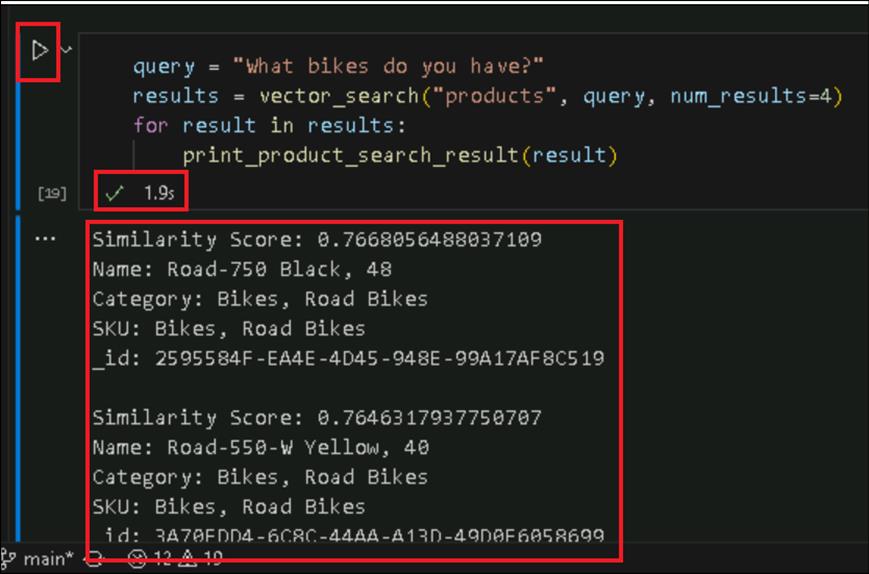 query = "What bikes do you have?"
results = vector_search("products", query, num_results=4)
for result in results:
print_product_search_result(result)
[19]
1.9s
...
Similarity Score: 0.7668056488037109
Name: Road-750 Black, 48
Category: Bikes, Road Bikes
SKU: Bikes, Road Bikes
_id: 2595584F-EA4E-4D45-948E-99A17AF8C519
Similarity Score: 0.7646317937750707
Name: Road-550-W Yellow, 40
Category: Bikes, Road Bikes
SKU: Bikes, Road Bikes
_id: 3A70FDD4-6C8C-44AA-A13D-49D0F6058699
main* 12 19